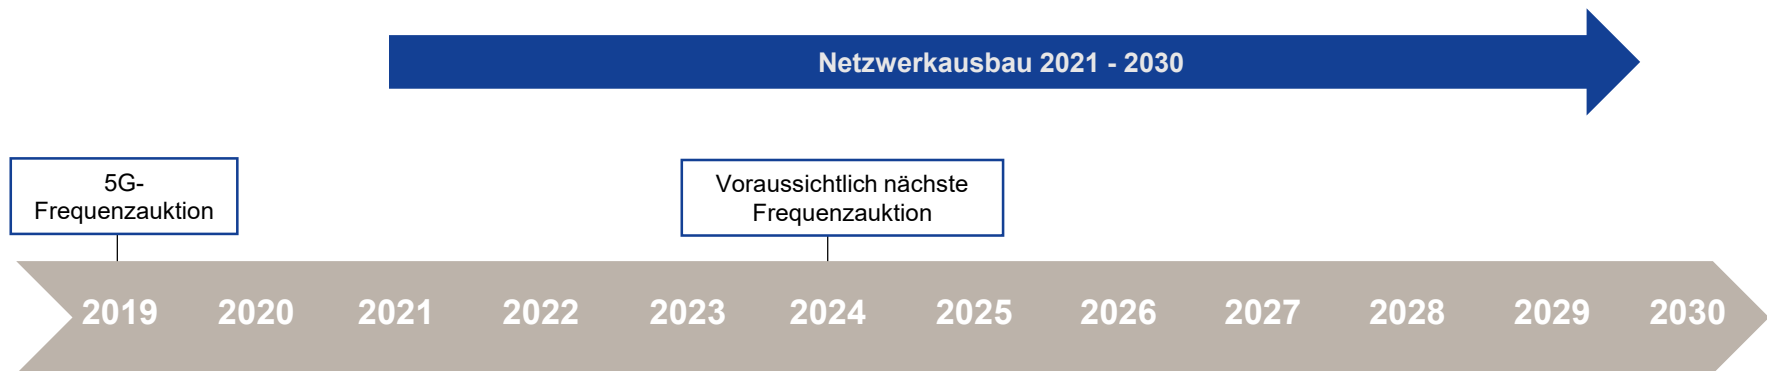 Netzwerkausbau 2021 - 2030
5G-
Frequenzauktion
Voraussichtlich nächste
Frequenzauktion
2019 2020 2021 2022 2023 2024 2025 2026 2027 2028 2029 2030